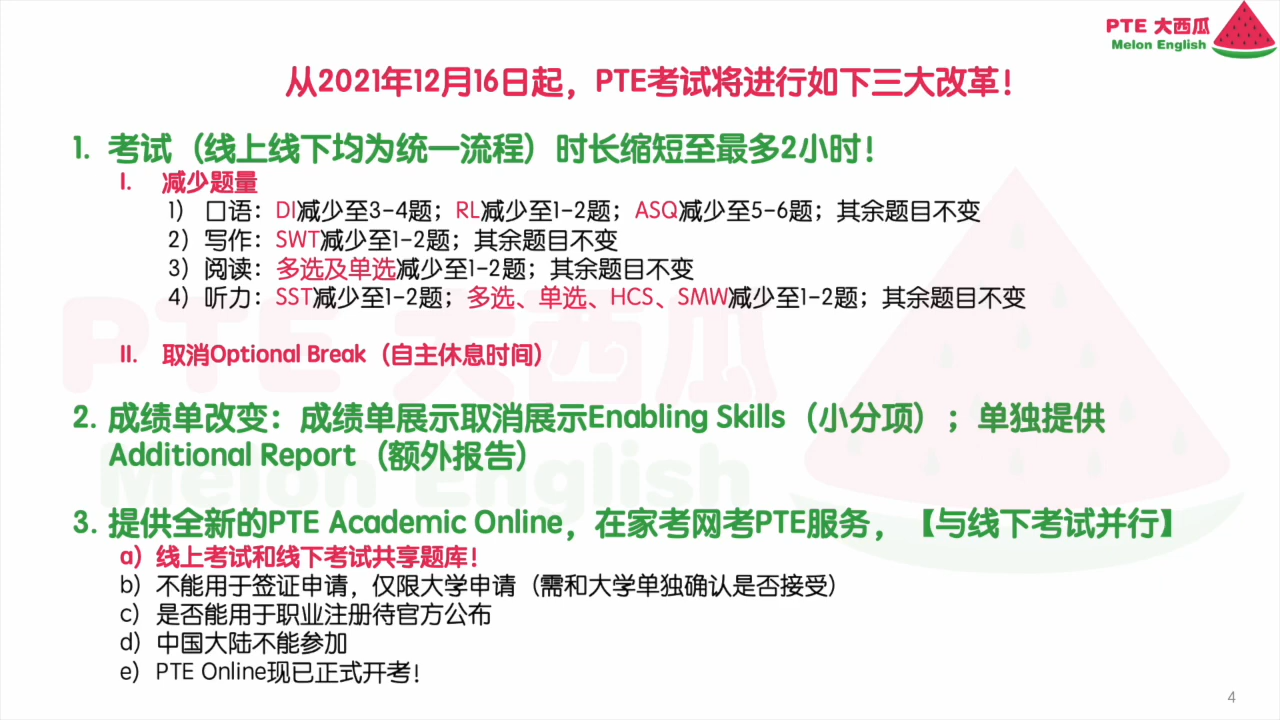 PTE 大西瓜
Melon English
从2021年12月16日起，PTE考试将进行如下三大改革！
1. 考试（线上线下均为统一流程）时长缩短至最多2小时！
I. 减少题量
1）口语：DI减少至3-4题；RL减少至1-2题；ASQ减少至5-6题；其余题目不变
2）写作：SWT减少至1-2题；其余题目不变
3）阅读：多选及单选减少至1-2题；其余题目不变
4）听力：SST减少至1-2题；多选、单选、HCS、SMW减少至1-2题；其余题目不变
II. 取消Optional Break（自主休息时间）
2. 成绩单改变：成绩单展示取消展示Enabling Skills（小分项）；单独提供
Additional Report（额外报告）
3. 提供全新的PTE Academic Online，在家考网考PTE服务，【与线下考试并行】
a）线上考试和线下考试共享题库！
b）不能用于签证申请，仅限大学申请（需和大学单独确认是否接受）
c）是否能用于职业注册待官方公布
d）中国大陆不能参加
e）PTE Online现已正式开考！
PTE 大西瓜
Melon English
4